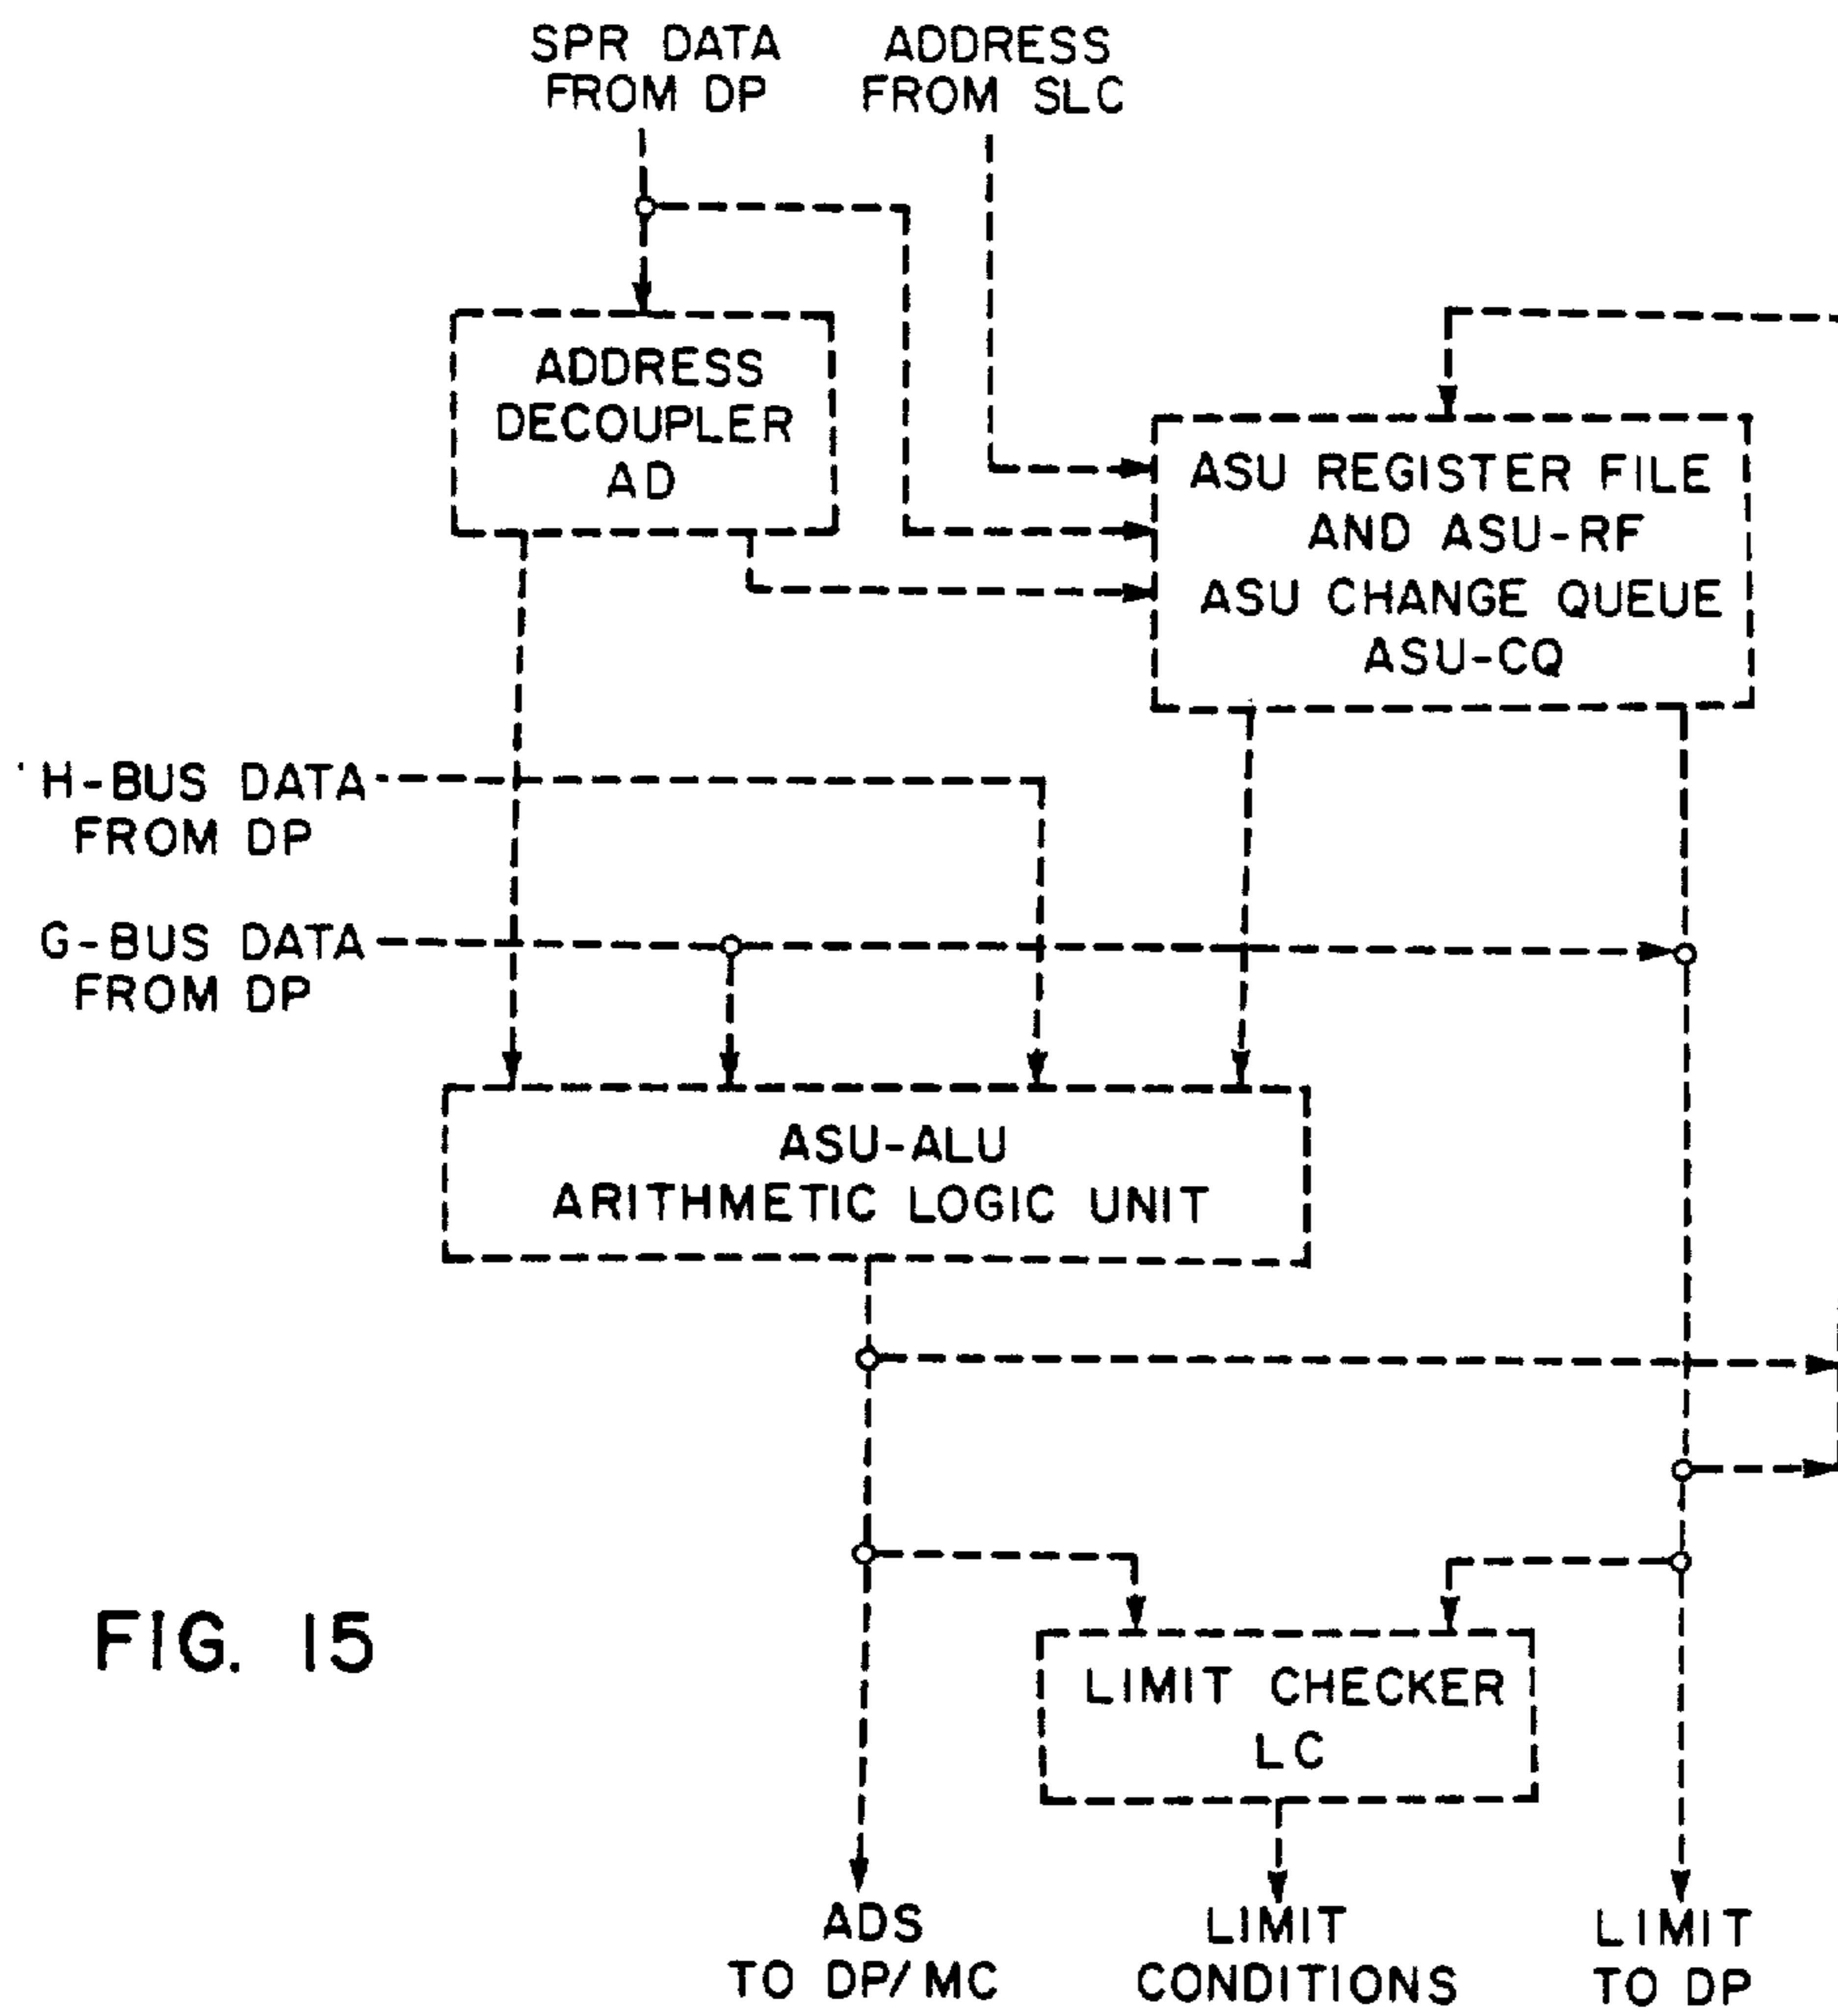 SPR DATA
FROM DP
ADDRESS
FROM SLC
ADDRESS
DECOUPLER
AD
ASU REGISTER FILE
AND ASU-RF
ASU CHANGE QUEUE
ASU-CQ
H-BUS DATA
FROM DP
G-BUS DATA
FROM DP
ASU-ALU
ARITHMETIC LOGIC UNIT
LIMIT CHECKER
LC
FIG. 15
ADS
TO DP/MC
LIMIT
CONDITIONS
LIMIT
TO DP